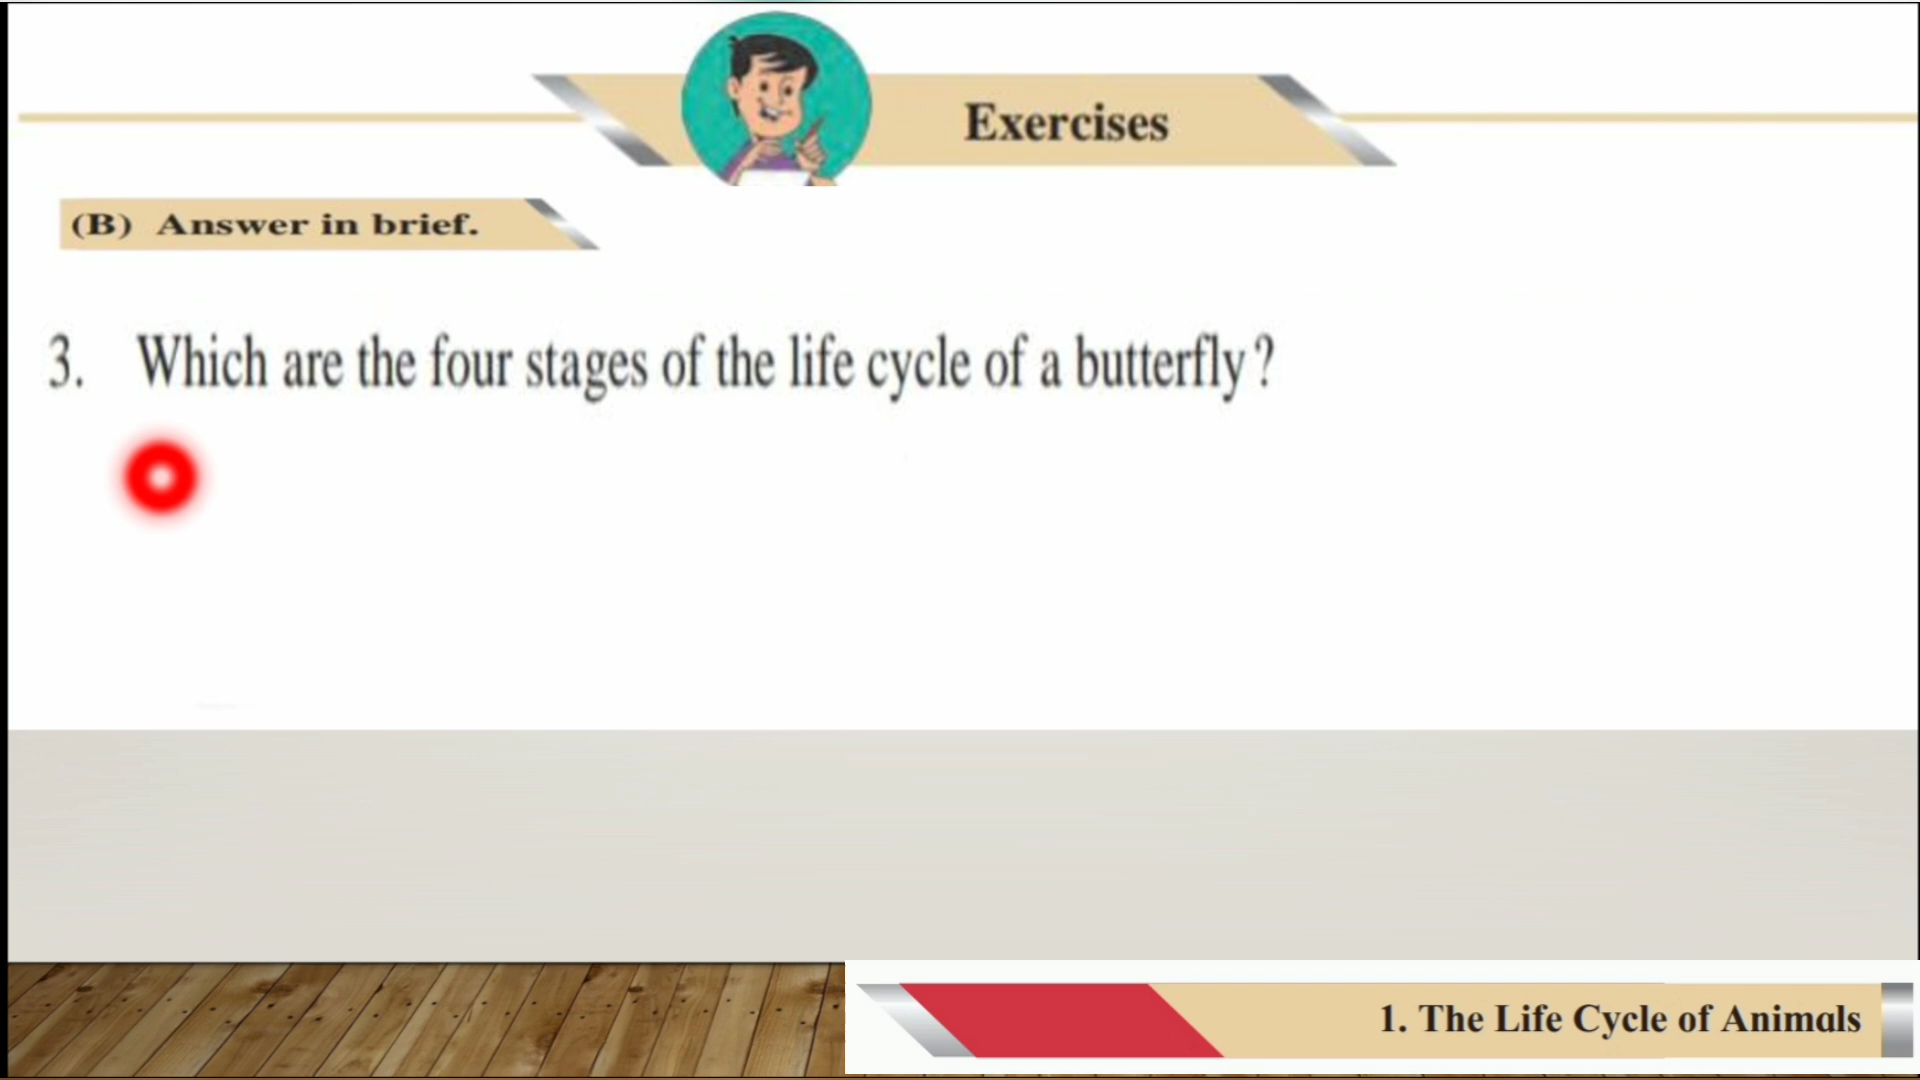 Exercises
(B) Answer in brief.
3. Which are the four stages of the life cycle of a butterfly?
1. The Life Cycle of Animals